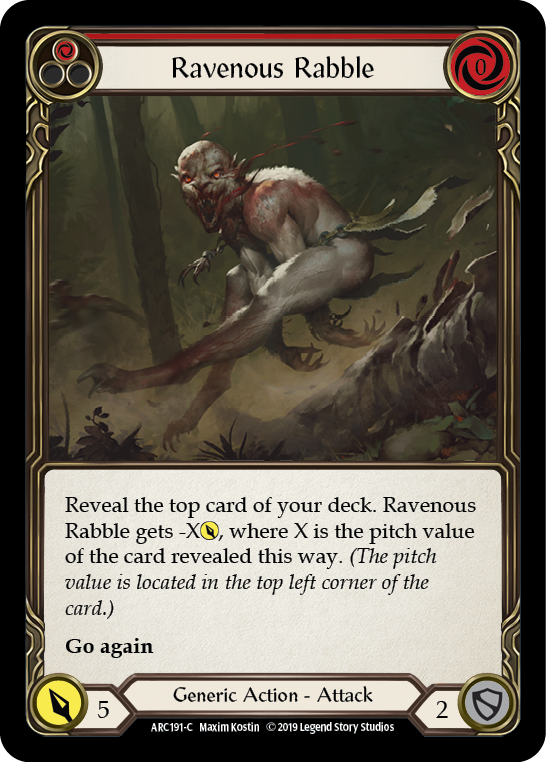 Ravenous Rabble
0
Reveal the top card of your deck. Ravenous
Rabble gets -X, where X is the pitch value
of the card revealed this way. (The pitch
value is located in the top left corner of the
card.)
Go again
5
Generic Action - Attack
2
ARC191-C Maxim Kostin © 2019 Legend Story Studios